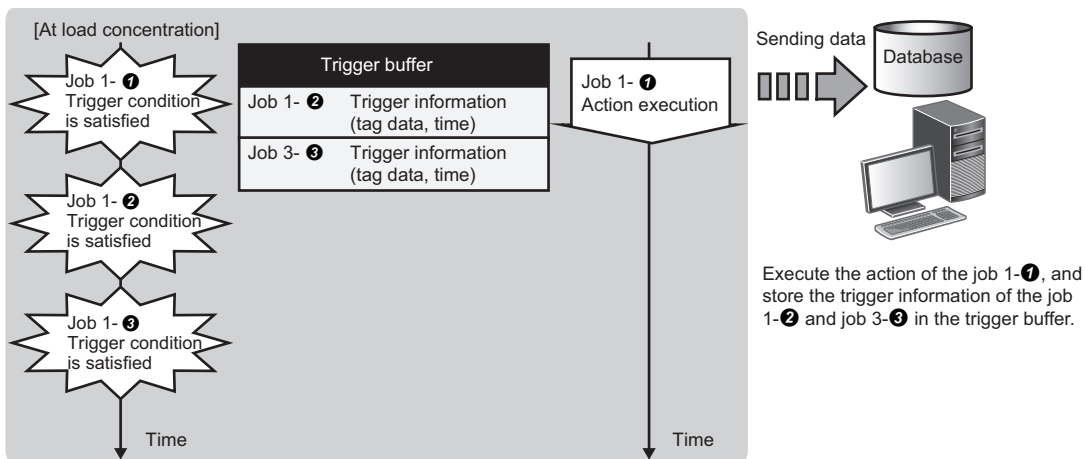 [At load concentration]
Job 1- ❶
Trigger condition
is satisfied
Job 1- ❷
Trigger condition
is satisfied
Job 1- ❸
Trigger condition
is satisfied
Time
Trigger buffer
Job 1- ❷ Trigger information
(tag data, time)
Job 3- ❸ Trigger information
(tag data, time)
Job 1- ❶
Action execution
Time
Sending data
Database
Execute the action of the job 1-❶, and
store the trigger information of the job
1-❷ and job 3-❸ in the trigger buffer.